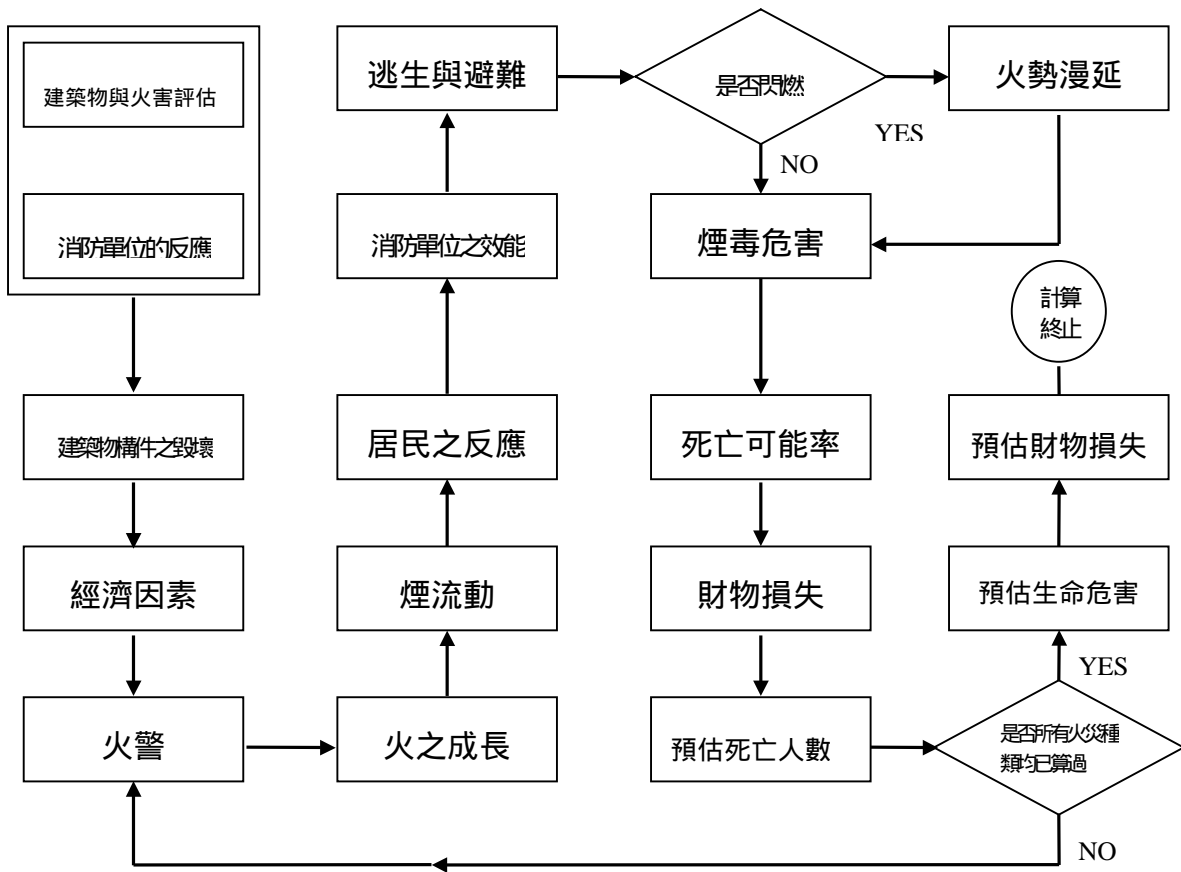 建築物與火害評估
消防單位的反應
建築物構件之毀壞
經濟因素
火警
火之成長
煙流動
居民之反應
消防單位之效能
逃生與避難
是否閃燃
YES
NO
火勢漫延
煙毒危害
死亡可能率
財物損失
預估死亡人數
是否所有火災種
類均已算過
YES
NO
預估生命危害
預估財物損失
計算
終止